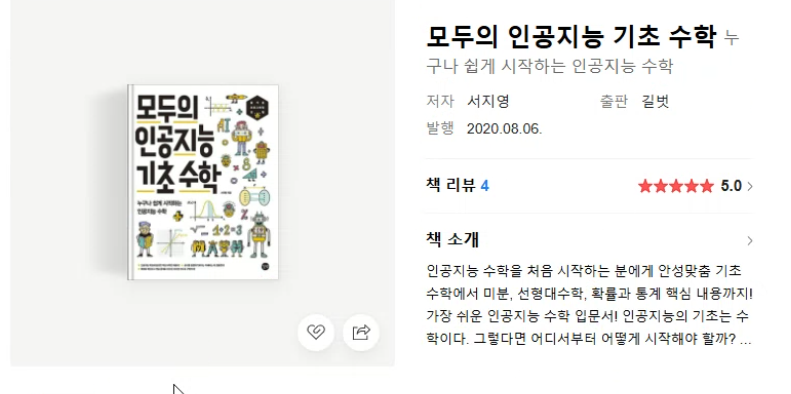 모두의 인공지능 기초 수학 누
구나 쉽게 시작하는 인공지능 수학
저자 서지영 출판 길벗
발행 2020.08.06.
책 리뷰 4
5.0
책 소개
인공지능 수학을 처음 시작하는 분에게 안성맞춤 기초
수학에서 미분, 선형대수학, 확률과 통계 핵심 내용까지!
가장 쉬운 인공지능 수학 입문서! 인공지능의 기초는 수
학이다. 그렇다면 어디서부터 어떻게 시작해야 할까? ...
모두의
인공지능
기초 수학
누구나 쉽게 시작하는
인공지능 수학
AI
1+2=3